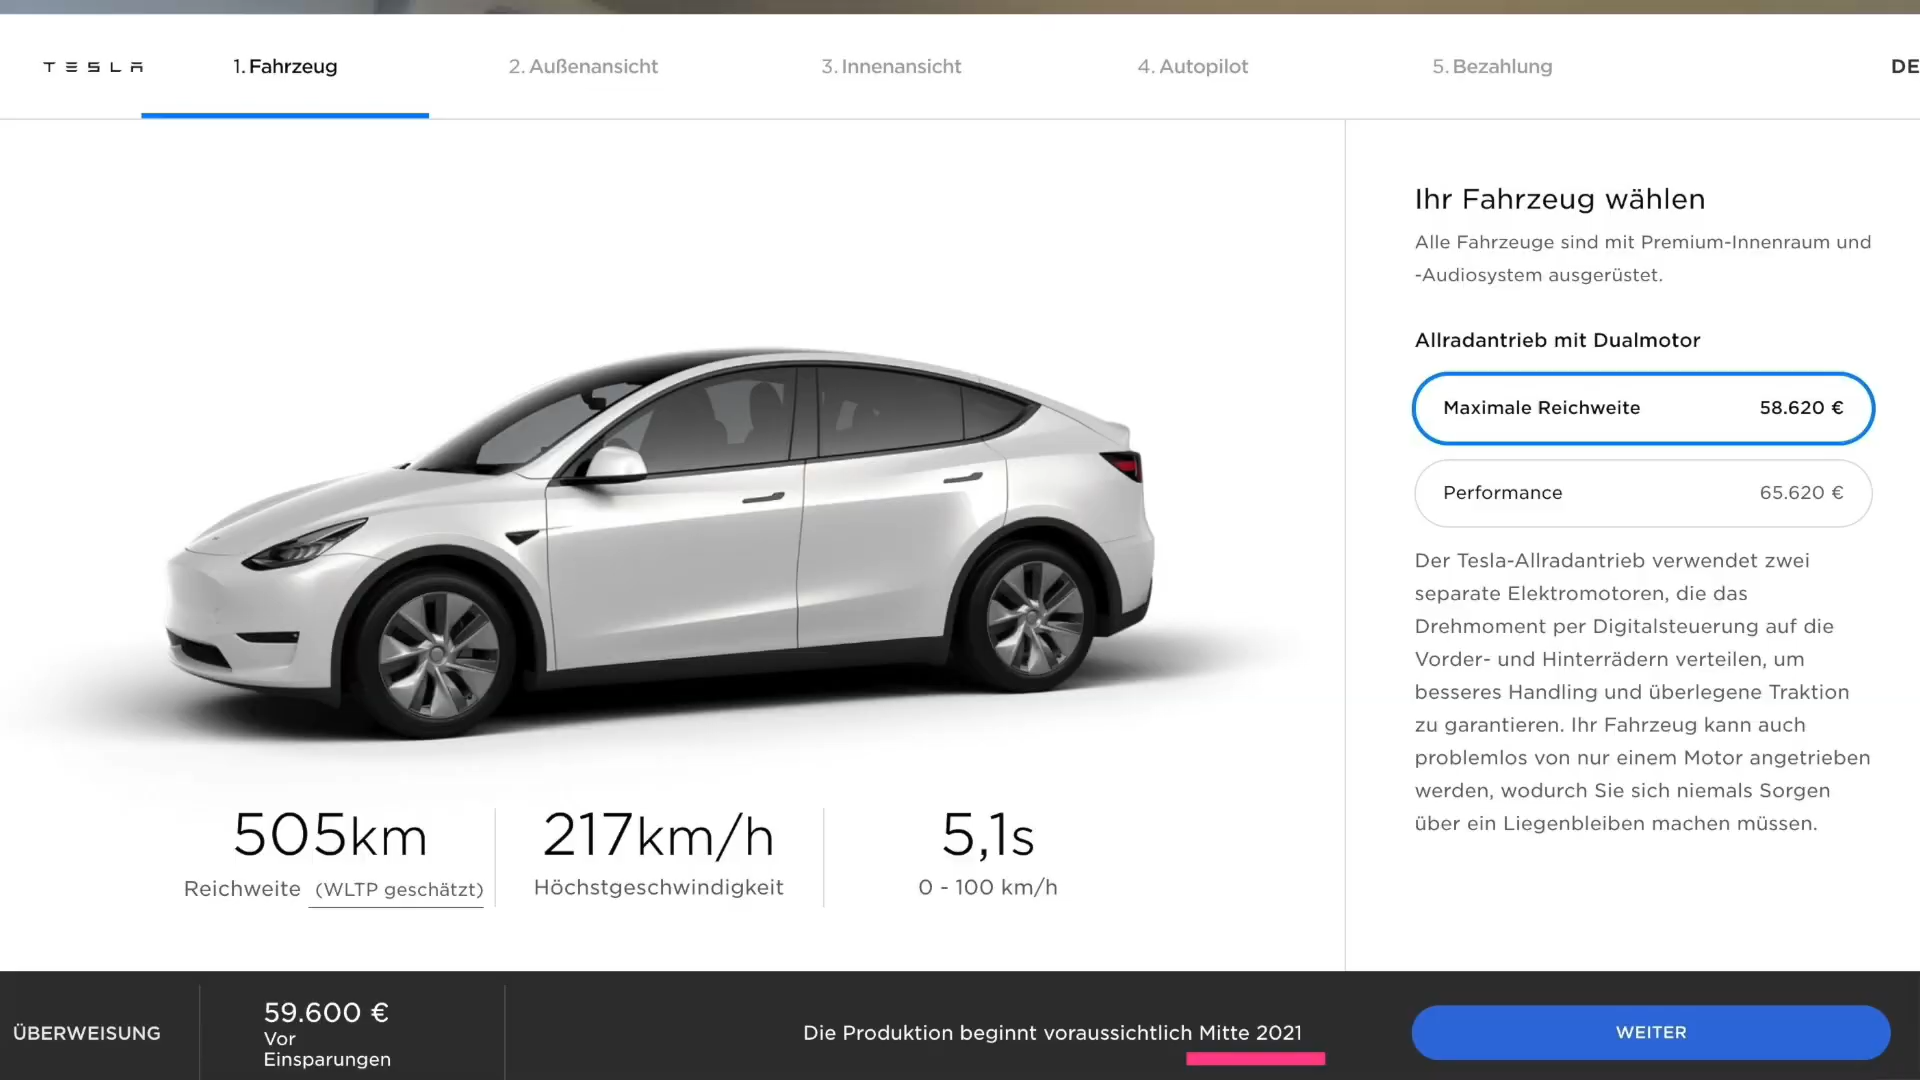 TESLA
1. Fahrzeug
2. Außenansicht
3. Innenansicht
4. Autopilot
5. Bezahlung
DE
Ihr Fahrzeug wählen
Alle Fahrzeuge sind mit Premium-Innenraum und
-Audiosystem ausgerüstet.
Allradantrieb mit Dualmotor
Maximale Reichweite 58.620 €
Performance 65.620 €
Der Tesla-Allradantrieb verwendet zwei
separate Elektromotoren, die das
Drehmoment per Digitalsteuerung auf die
Vorder- und Hinterrädern verteilen, um
besseres Handling und überlegene Traktion
zu garantieren. Ihr Fahrzeug kann auch
problemlos von nur einem Motor angetrieben
werden, wodurch Sie sich niemals Sorgen
über ein Liegenbleiben machen müssen.
505km
Reichweite (WLTP geschätzt)
217km/h
Höchstgeschwindigkeit
5,1s
0 - 100 km/h
ÜBERWEISUNG
59.600 €
Vor
Einsparungen
Die Produktion beginnt voraussichtlich Mitte 2021
WEITER